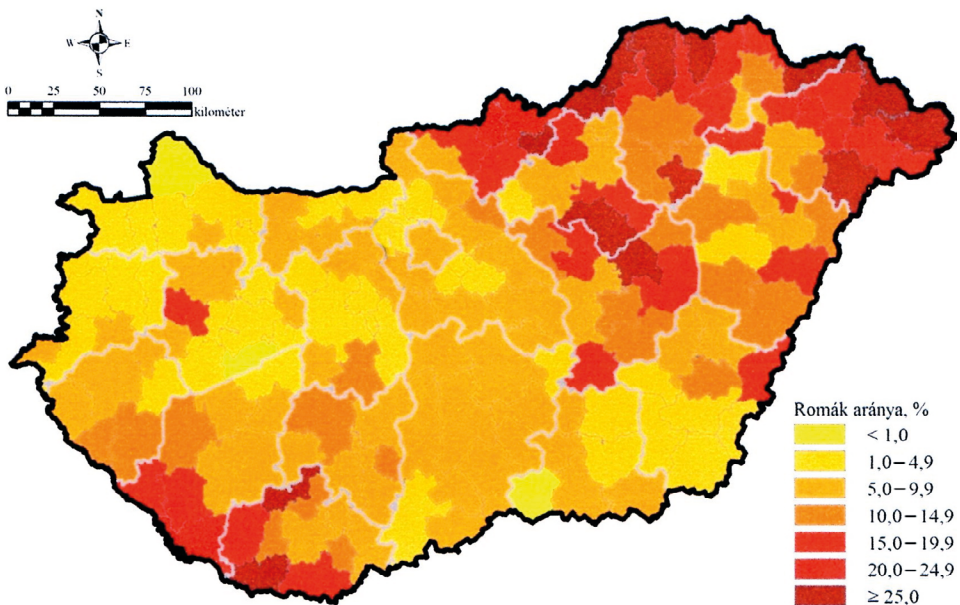 N
W E
S
0 25 50 75 100
kilométer
Romák aránya, %
< 1,0
1,0–4,9
5,0–9,9
10,0–14,9
15,0–19,9
20,0–24,9
≥ 25,0